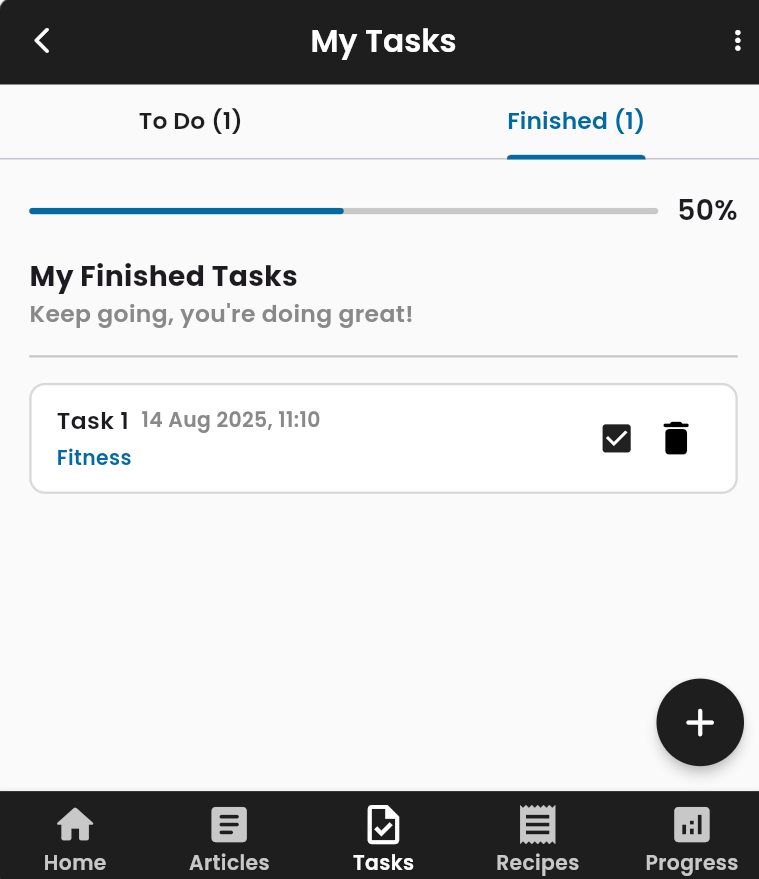 My Tasks
To Do (1)
Finished (1)
50%
My Finished Tasks
Keep going, you're doing great!
Task 1 14 Aug 2025, 11:10
Fitness
Home
Articles
Tasks
Recipes
Progress